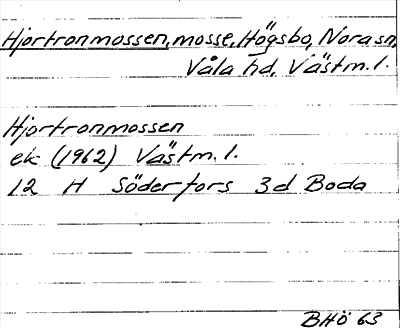 Hjortronmossen, mosse, Högsbo, Nora sn,
Våla hd, Västm. l.
Hjortronmossen
ek (1962) Västm. l.
12 H Söderfors 3d Boda
BHö 63